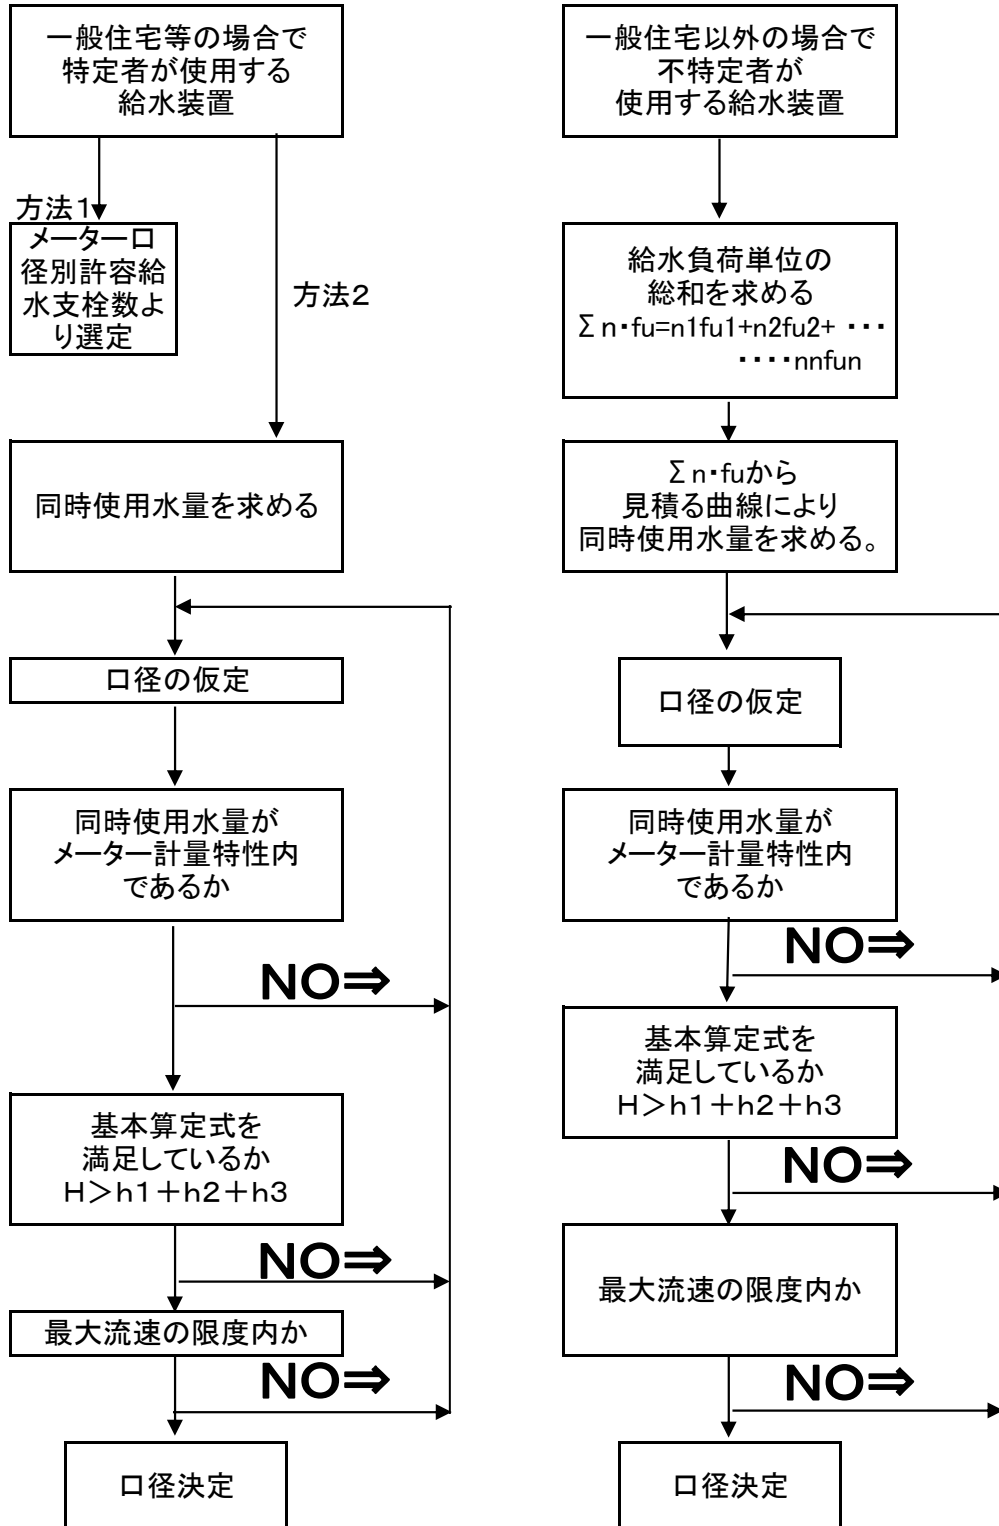 一般住宅等の場合で
特定者が使用する
給水装置
方法1
メーター口
径別許容給
水支栓数よ
り選定
方法2
同時使用水量を求める
口径の仮定
同時使用水量が
メーター計量特性内
であるか
NO⇒
基本算定式を
満足しているか
H>h1+h2+h3
NO⇒
最大流速の限度内か
NO⇒
口径決定
一般住宅以外の場合で
不特定者が
使用する給水装置
給水負荷単位の
総和を求める
Σn・fu=n1fu1+n2fu2+ ・・・
・・・・nnfun
Σn・fuから
見積る曲線により
同時使用水量を求める。
口径の仮定
同時使用水量が
メーター計量特性内
であるか
NO⇒
基本算定式を
満足しているか
H>h1+h2+h3
NO⇒
最大流速の限度内か
NO⇒
口径決定